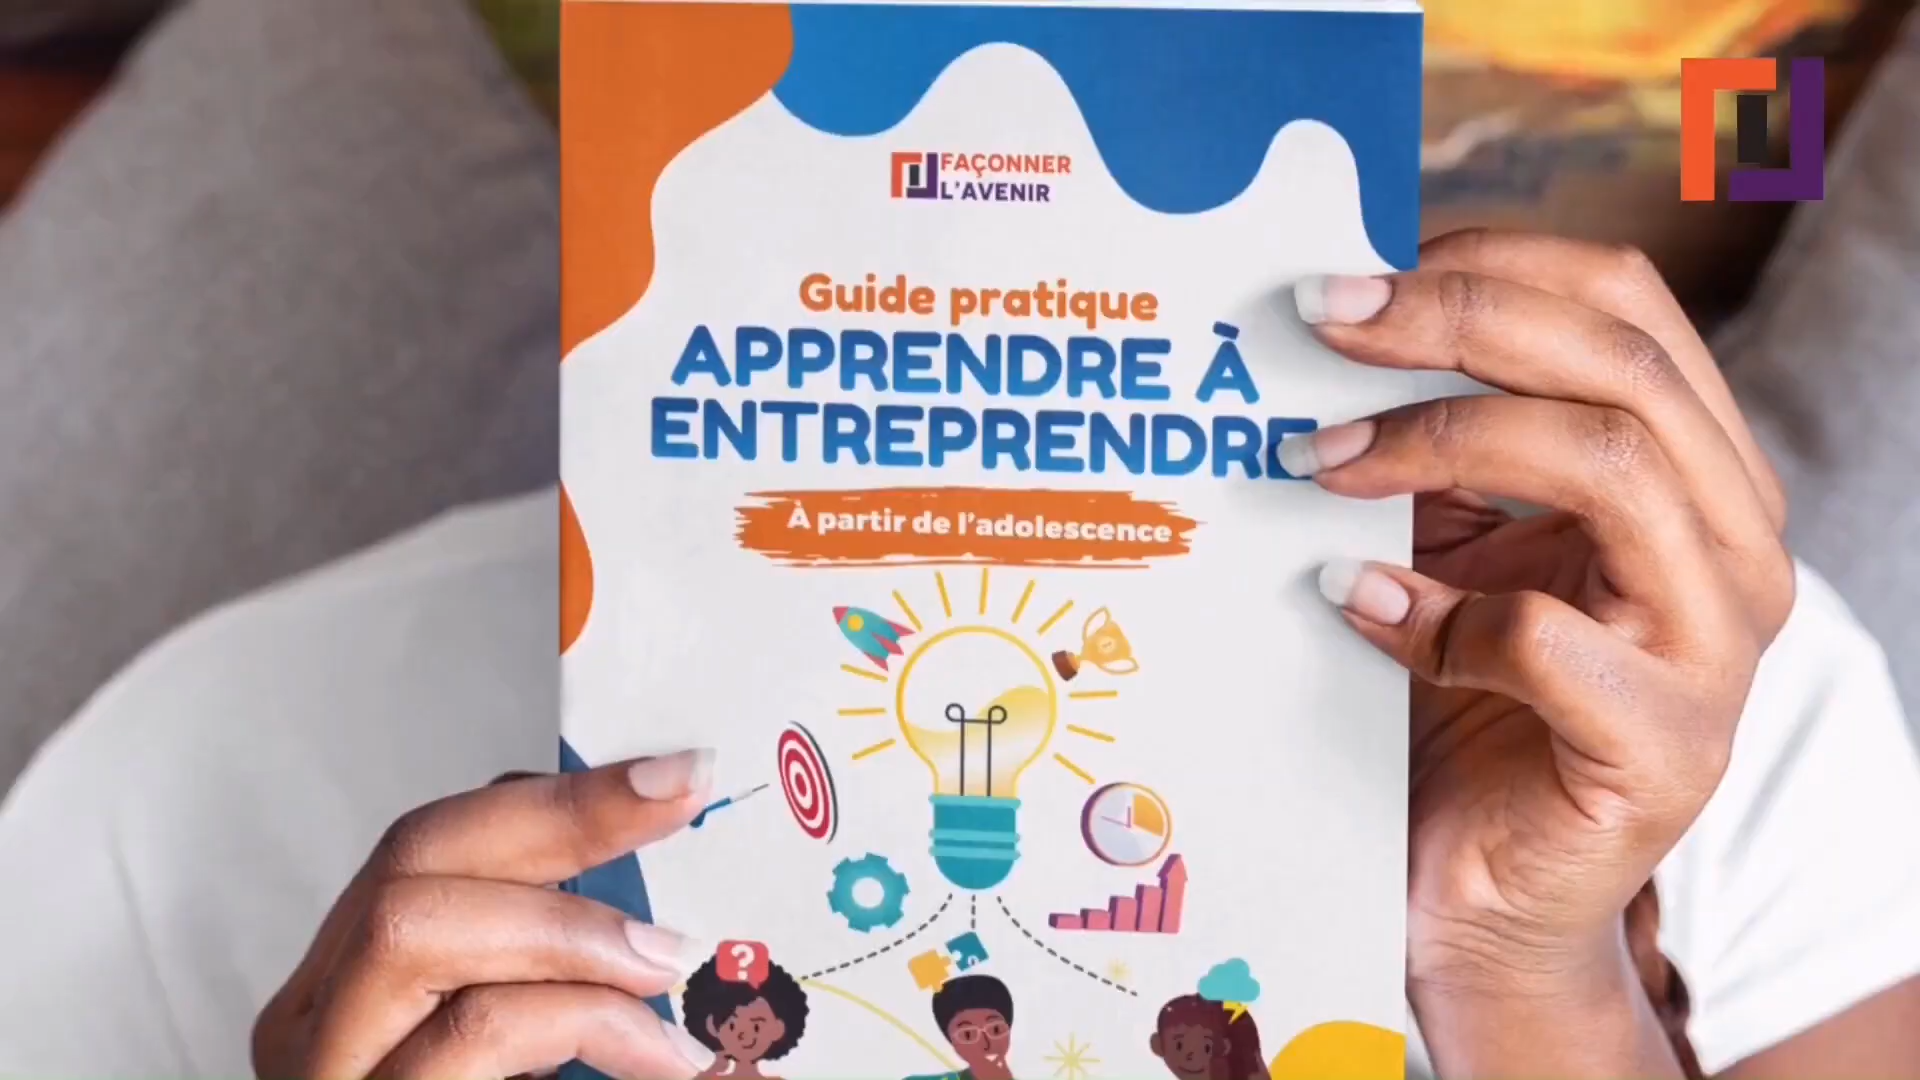 FAÇONNER
L'AVENIR
Guide pratique
APPRENDRE À
ENTREPRENDRE
À partir de l'adolescence
?